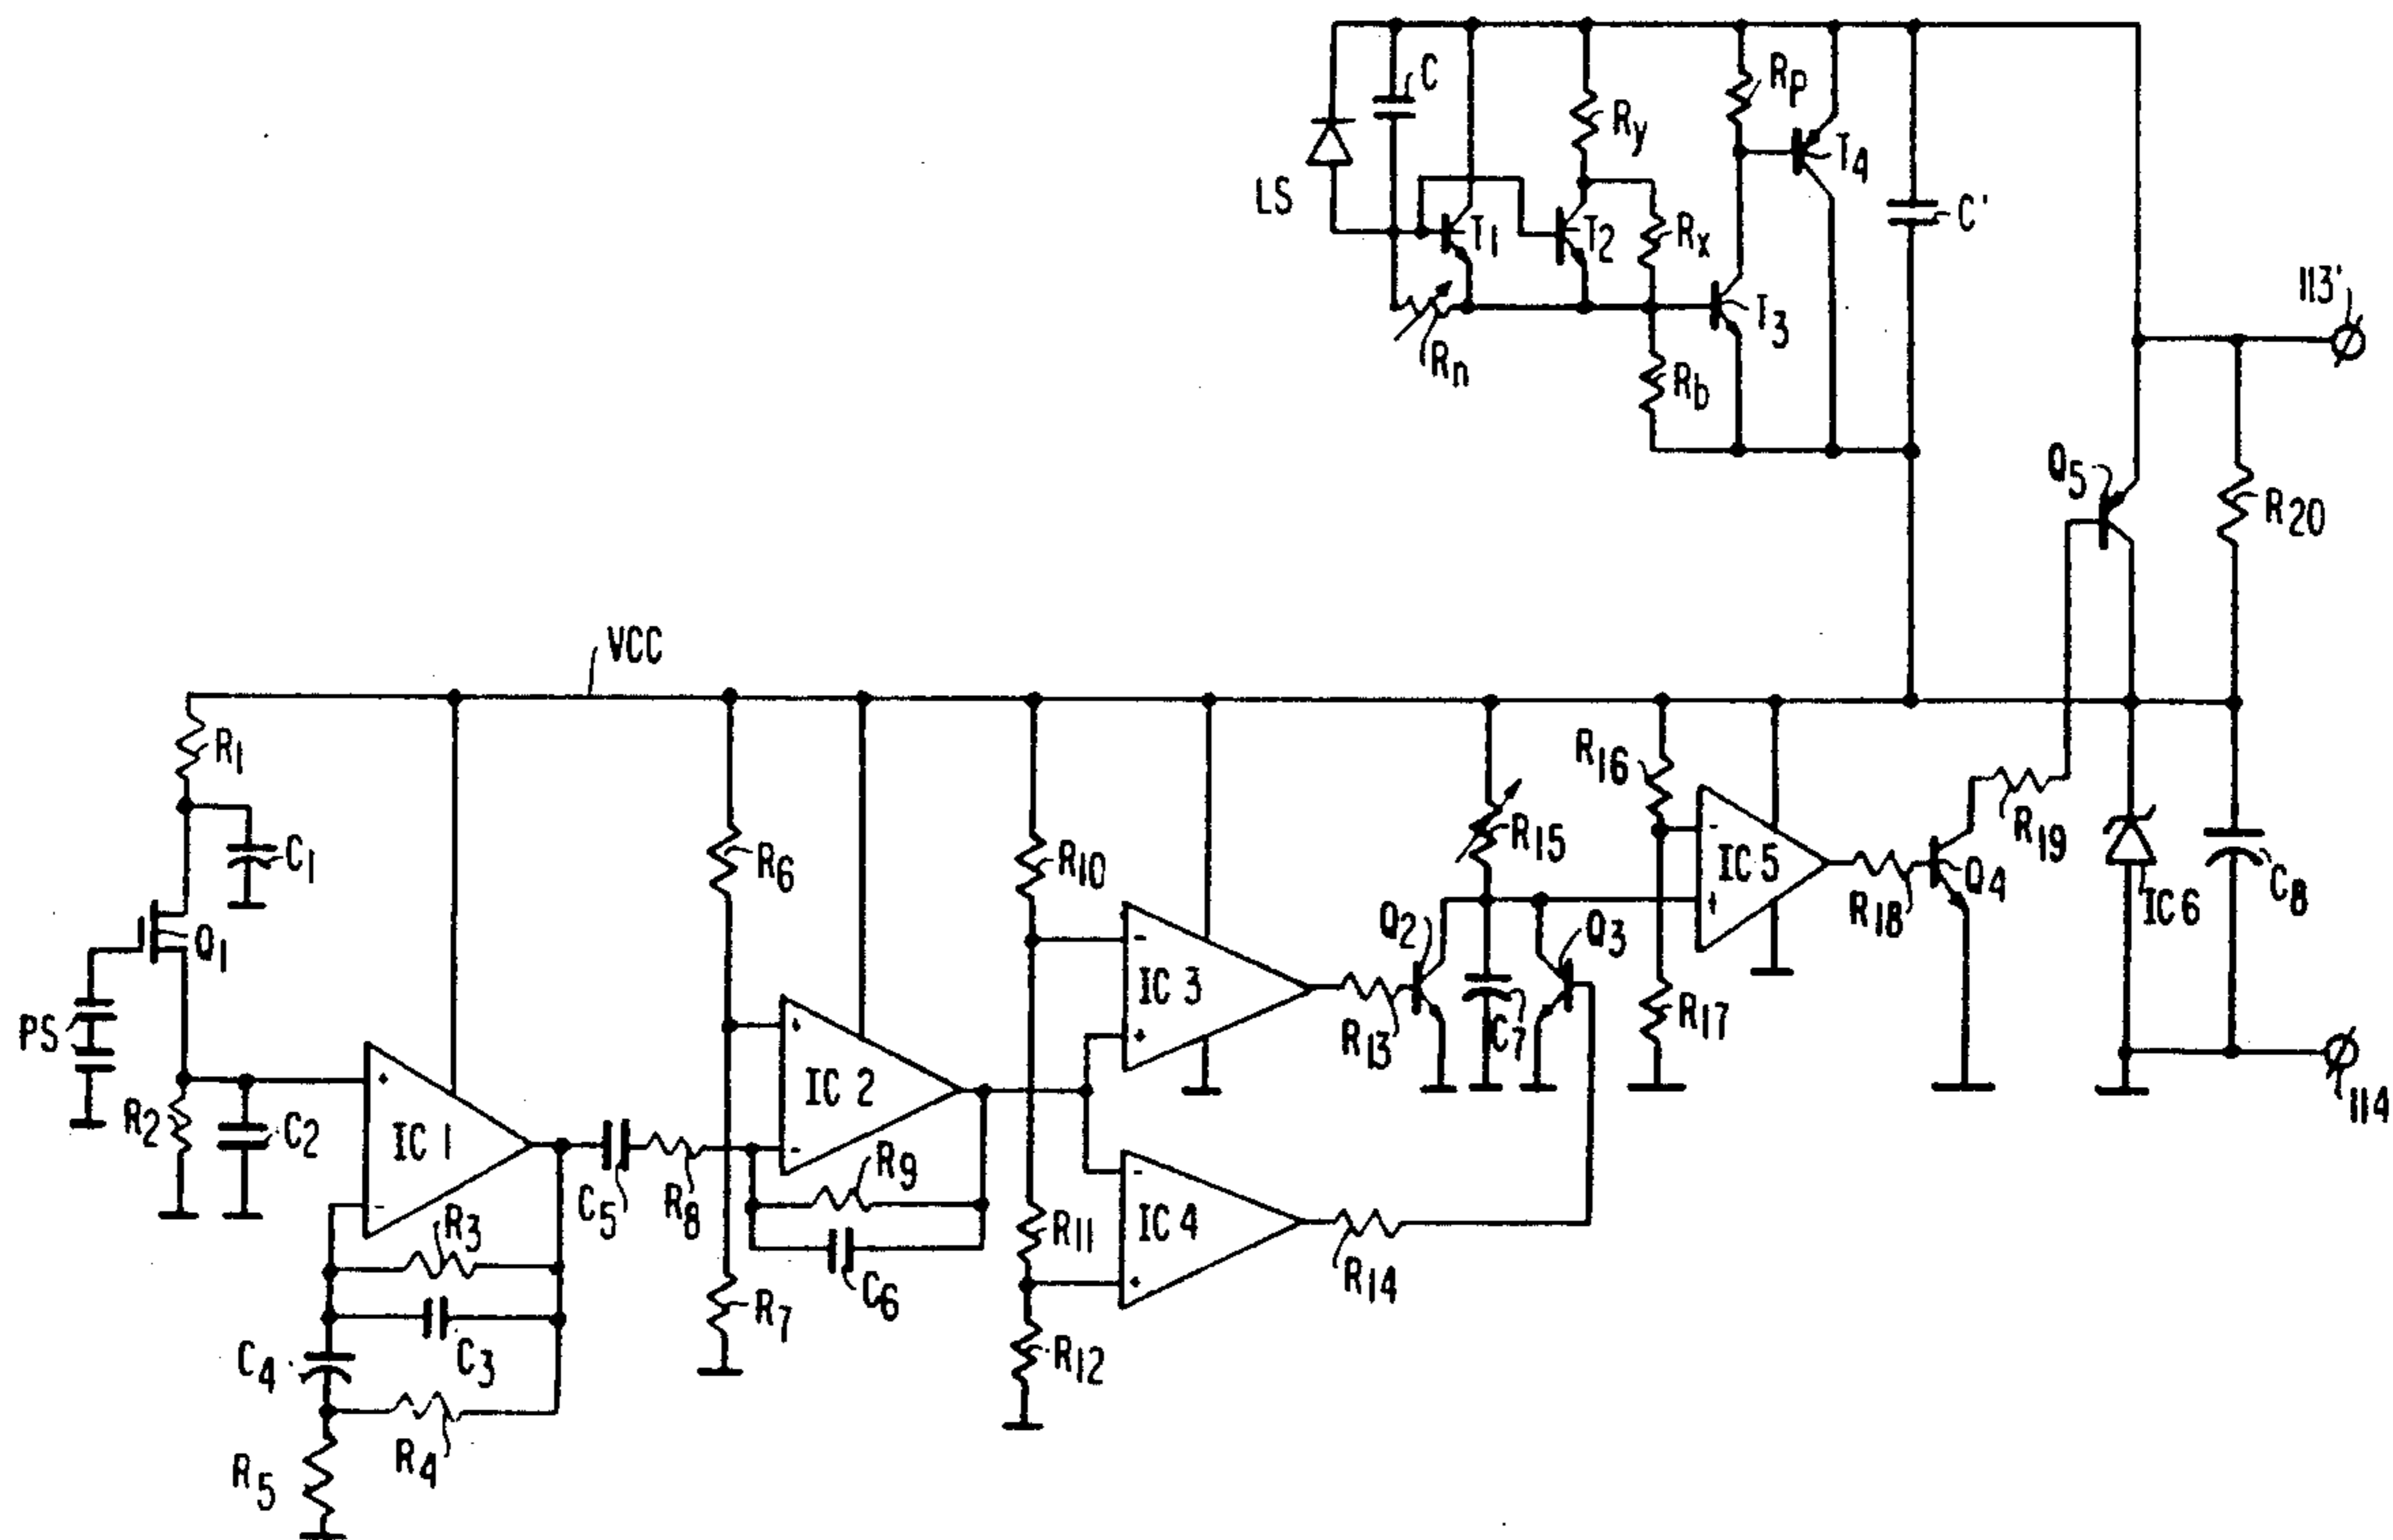 C
Rp
Ry
T4
LS
T1
T2
Rx
C'
T3
113'
Rn
Rb
Q5
R20
VCC
R1
R16
C1
R6
R10
R15
IC 5
R19
Q4
IC6
C8
R18
Q1
Q2
Q3
IC 3
PS
R13
C7
R17
IC 2
114
R2
C2
IC 1
R9
C5
R8
R3
R11
IC 4
C6
R14
R7
C4
C3
R12
R4
R5
+
-
+
-
-
+
-
+
-
+